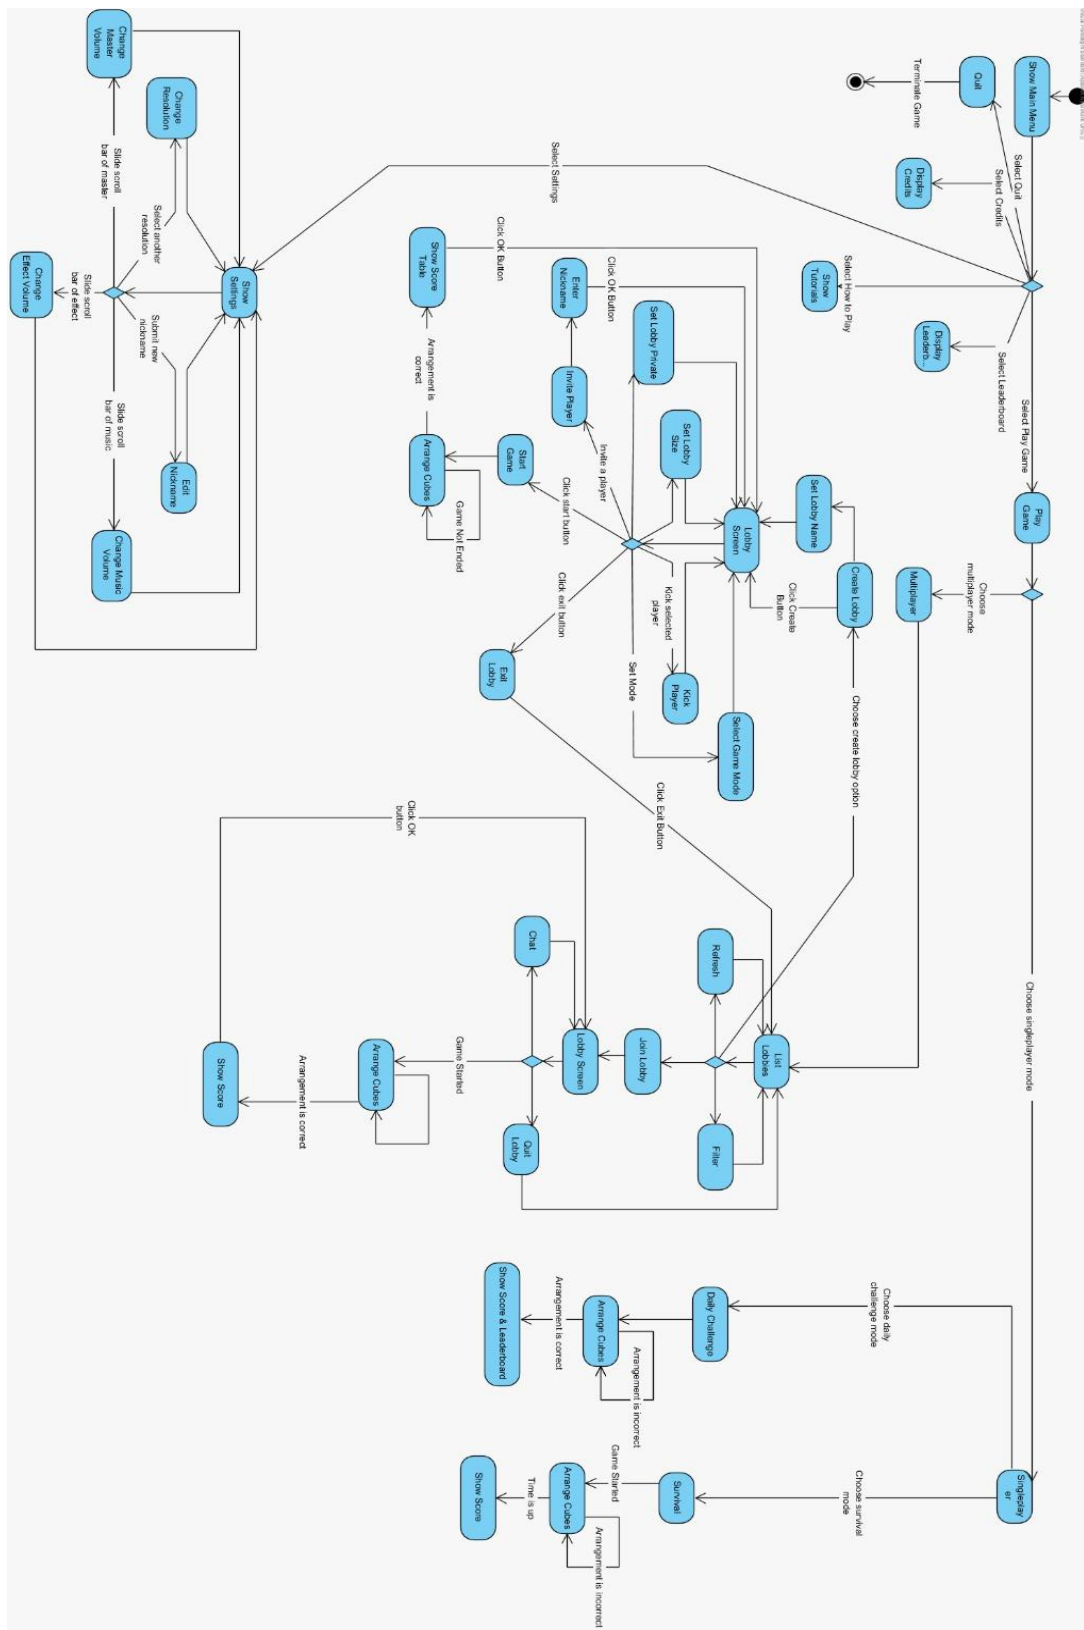 Show Main Menu
Select Play Game
Play
Game
Choose singleplayer mode
Singleplay
er
Quit
Terminate Game
Select Quit
Select Credits
Display
Credits
Select How to Play
Show
Tutorials
Select Leaderboard
Display
Leaderb...
Choose
multiplayer mode
Multiplayer
Choose daily
challenge mode
Choose survival
mode
Create Lobby
Choose create lobby option
Set Lobby Name
Click Create
Button
Lobby
Screen
Select Game Mode
List
Lobbies
Daily Challenge
Survival
Set Lobby
Size
Set Lobby Private
Kick selected
player
Kick
Player
Set Mode
Click Exit Button
Refresh
Filter
Join Lobby
Click OK Button
Enter
Nickname
Invite Player
Invite a player
Click start button
Start
Game
Click exit button
Exit
Lobby
Lobby Screen
Chat
Quit
Lobby
Arrange Cubes
Arrangement is incorrect
Arrangement is correct
Show Score & Leaderboard
Game Started
Arrange Cubes
Arrangement is incorrect
Time is up
Show Score
Select Settings
Click OK Button
Show Score
Table
Arrangement is
correct
Arrange Cubes
Game Not Ended
Click OK
button
Game Started
Arrange Cubes
Arrangement is correct
Show Score
Show
Settings
Change
Master
Volume
Change
Resolution
Slide scroll
bar of master
Select another
resolution
Submit new
nickname
Edit
Nickname
Slide scroll
bar of effect
Change
Effect Volume
Slide scroll
bar of music
Change Music
Volume